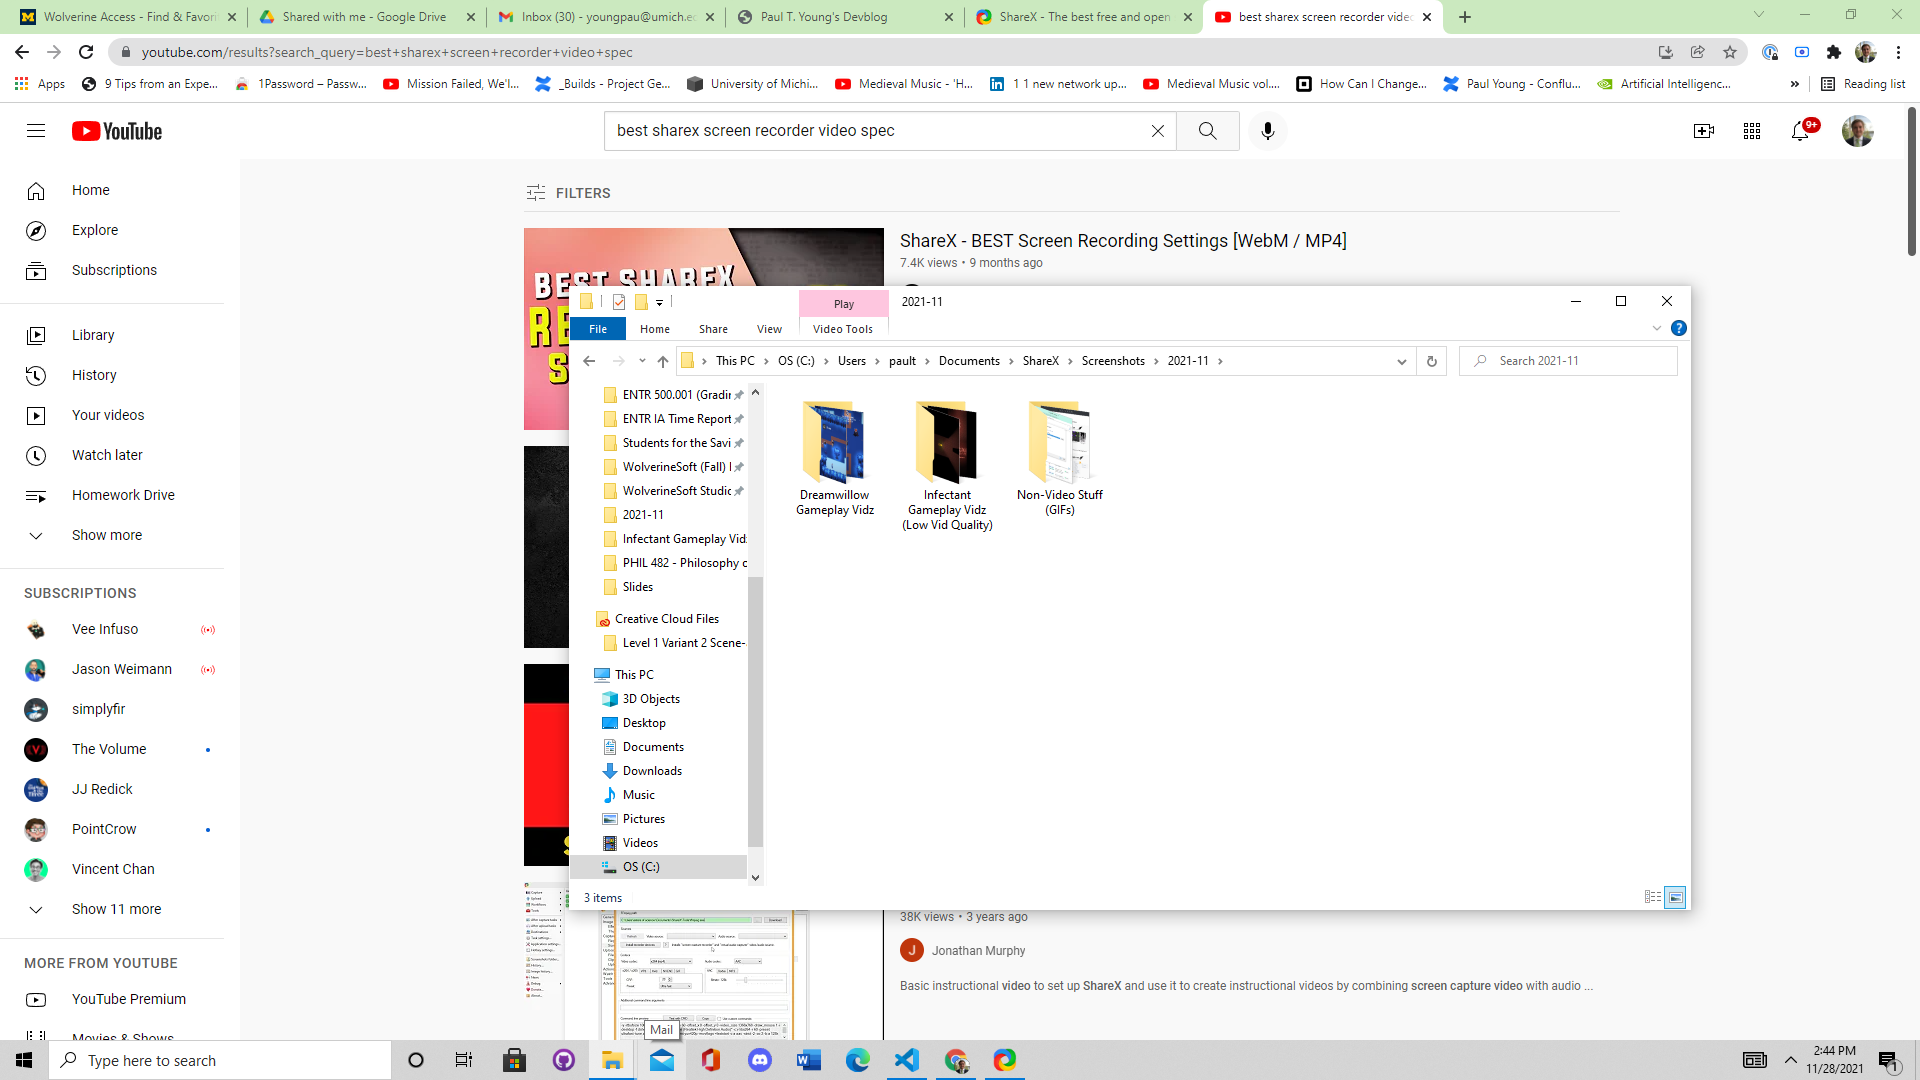 Wolverine Access - Find & Favori
Shared with me - Google Drive
Inbox (30) - youngpau@umich.ed
Paul T. Young's Devblog
ShareX - The best free and open
best sharex screen recorder vide
youtube.com/results?search_query=best+sharex+screen+recorder+video+spec
Apps
9 Tips from an Expe...
1Password – Passw...
Mission Failed, We'l...
_Builds - Project Ge...
University of Michi...
Medieval Music - 'H...
1 1 new network up...
Medieval Music vol....
How Can I Change...
Paul Young - Conflu...
Artificial Intelligenc...
»
Reading list
YouTube
best sharex screen recorder video spec
9+
Home
Explore
Subscriptions
Library
History
Your videos
Watch later
Homework Drive
Show more
SUBSCRIPTIONS
Vee Infuso
Jason Weimann
simplyfir
The Volume
JJ Redick
PointCrow
Vincent Chan
Show 11 more
MORE FROM YOUTUBE
YouTube Premium
Movies & Shows
FILTERS
BEST SHAREX
ShareX - BEST Screen Recording Settings [WebM / MP4]
7.4K views • 9 months ago
Play
2021-11
File
Home
Share
View
Video Tools
This PC > OS (C:) > Users > pault > Documents > ShareX > Screenshots > 2021-11 >
Search 2021-11
ENTR 500.001 (Gradin
ENTR IA Time Report
Students for the Savi
WolverineSoft (Fall) I
WolverineSoft Studic
2021-11
Infectant Gameplay Vid
PHIL 482 - Philosophy o
Slides
Creative Cloud Files
Level 1 Variant 2 Scene-
This PC
3D Objects
Desktop
Documents
Downloads
Music
Pictures
Videos
OS (C:)
Dreamwillow
Gameplay Vidz
Infectant
Gameplay Vidz
(Low Vid Quality)
Non-Video Stuff
(GIFs)
3 items
38K views • 3 years ago
J
Jonathan Murphy
Basic instructional video to set up ShareX and use it to create instructional videos by combining screen capture video with audio ...
Mail
Type here to search
2:44 PM
11/28/2021
1